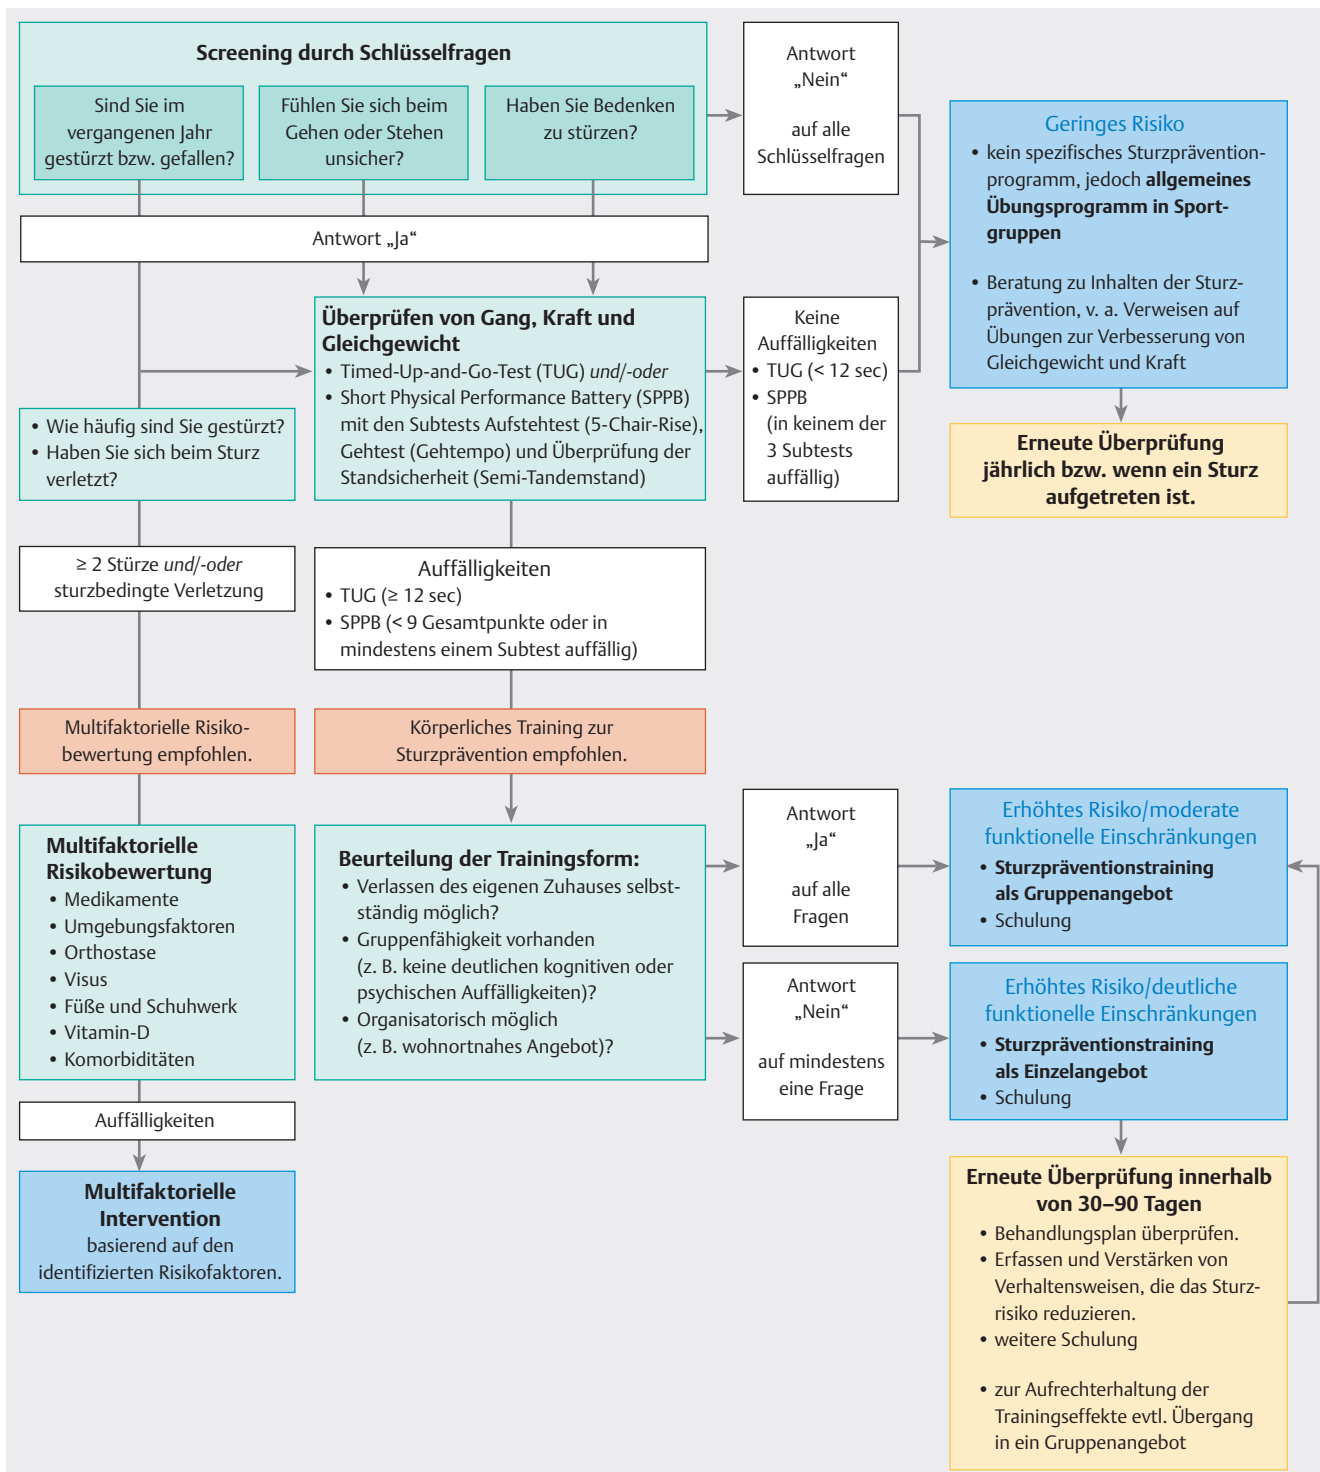 Screening durch Schlüsselfragen
Sind Sie im
vergangenen Jahr
gestürzt bzw. gefallen?
Fühlen Sie sich beim
Gehen oder Stehen
unsicher?
Haben Sie Bedenken
zu stürzen?
Antwort
„Nein“
auf alle
Schlüsselfragen
Geringes Risiko
• kein spezifisches Sturzprävention-
programm, jedoch allgemeines
Übungsprogramm in Sport-
gruppen
• Beratung zu Inhalten der Sturz-
prävention, v. a. Verweisen auf
Übungen zur Verbesserung von
Gleichgewicht und Kraft
Antwort „Ja“
Überprüfen von Gang, Kraft und
Gleichgewicht
• Timed-Up-and-Go-Test (TUG) und/-oder
• Short Physical Performance Battery (SPPB)
mit den Subtests Aufstehtest (5-Chair-Rise),
Gehtest (Gehtempo) und Überprüfung der
Standsicherheit (Semi-Tandemstand)
Keine
Auffälligkeiten
• TUG (< 12 sec)
• SPPB
(in keinem der
3 Subtests
auffällig)
• Wie häufig sind Sie gestürzt?
• Haben Sie sich beim Sturz
verletzt?
Erneute Überprüfung
jährlich bzw. wenn ein Sturz
aufgetreten ist.
≥ 2 Stürze und/-oder
sturzbedingte Verletzung
Auffälligkeiten
• TUG (≥ 12 sec)
• SPPB (< 9 Gesamtpunkte oder in
mindestens einem Subtest auffällig)
Multifaktorielle Risiko-
bewertung empfohlen.
Körperliches Training zur
Sturzprävention empfohlen.
Multifaktorielle
Risikobewertung
• Medikamente
• Umgebungsfaktoren
• Orthostase
• Visus
• Füße und Schuhwerk
• Vitamin-D
• Komorbiditäten
Beurteilung der Trainingsform:
• Verlassen des eigenen Zuhauses selbst-
ständig möglich?
• Gruppenfähigkeit vorhanden
(z. B. keine deutlichen kognitiven oder
psychischen Auffälligkeiten)?
• Organisatorisch möglich
(z. B. wohnortnahes Angebot)?
Antwort
„Ja“
auf alle
Fragen
Erhöhtes Risiko/moderate
funktionelle Einschränkungen
• Sturzpräventionstraining
als Gruppenangebot
• Schulung
Antwort
„Nein“
auf mindestens
eine Frage
Erhöhtes Risiko/deutliche
funktionelle Einschränkungen
• Sturzpräventionstraining
als Einzelangebot
• Schulung
Auffälligkeiten
Multifaktorielle
Intervention
basierend auf den
identifizierten Risikofaktoren.
Erneute Überprüfung innerhalb
von 30–90 Tagen
• Behandlungsplan überprüfen.
• Erfassen und Verstärken von
Verhaltensweisen, die das Sturz-
risiko reduzieren.
• weitere Schulung
• zur Aufrechterhaltung der
Trainingseffekte evtl. Übergang
in ein Gruppenangebot